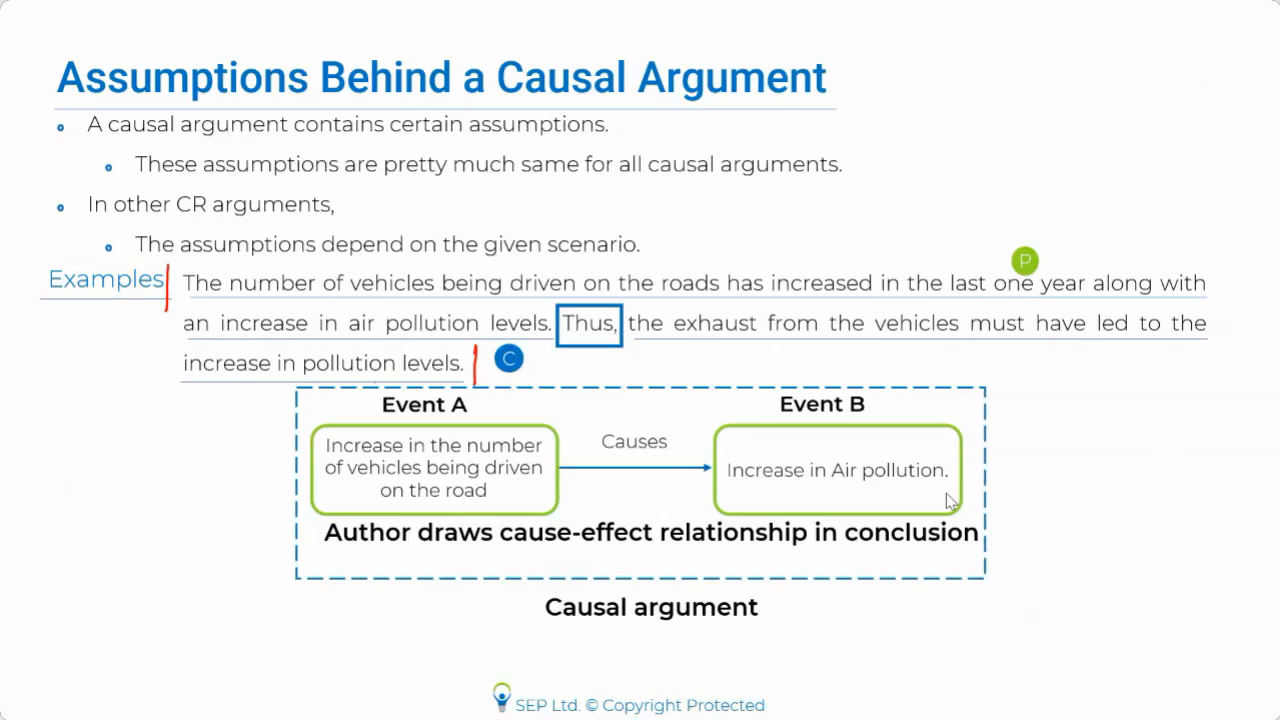 Assumptions Behind a Causal Argument
A causal argument contains certain assumptions.
These assumptions are pretty much same for all causal arguments.
In other CR arguments,
The assumptions depend on the given scenario.
P
Examples The number of vehicles being driven on the roads has increased in the last one year along with
an increase in air pollution levels. Thus, the exhaust from the vehicles must have led to the
increase in pollution levels. C
Event A
Event B
Increase in the number
of vehicles being driven
on the road
Causes
Increase in Air pollution.
Author draws cause-effect relationship in conclusion
Causal argument
SEP Ltd. © Copyright Protected